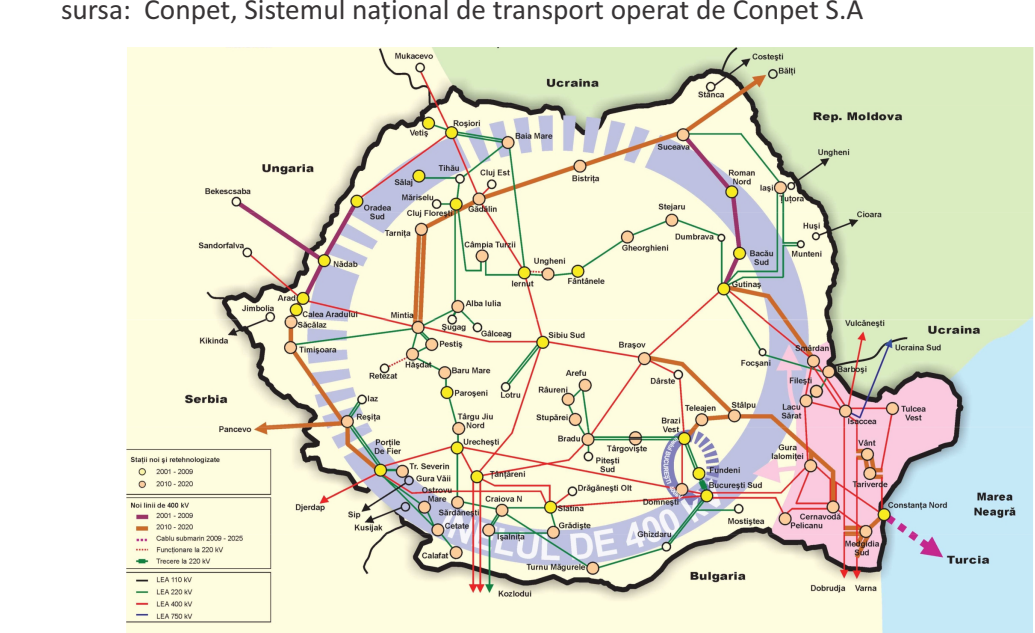 sursa: Conpet, Sistemul național de transport operat de Conpet S.A
Mukacevo
Costești
Bălți
Ucraina
Stânca
Rep. Moldova
Vetiș
Roșiori
Baia Mare
Suceava
Ungheni
Ungaria
Tihău
Cluj Est
Bistrița
Roman
Nord
Iași
Țuțora
Sălaj
Bekescsaba
Mărișelu
Cluj Florești
Gădălin
Oradea
Sud
Stejaru
Cioara
Huși
Tarnița
Dumbrava
Gheorghieni
Munteni
Sandorfalva
Câmpia Turzii
Nădab
Ungheni
Bacău
Sud
Iernut
Fântânele
Gutinaș
Arad
Jimbolia
Calea Aradului
Săcălaz
Alba Iulia
Mintia
Șugag
Gâlceag
Vulcănești
Ucraina
Kikinda
Timișoara
Pestiș
Sibiu Sud
Brașov
Smârdan
Ucraina Sud
Hășdat
Focșani
Barboși
Retezat
Baru Mare
Arefu
Dârste
Filești
Serbia
Iaz
Paroșeni
Lotru
Râureni
Stâlpu
Lacu
Sărat
Isaccea
Tulcea
Vest
Pancevo
Reșița
Târgu Jiu
Nord
Stupărei
Teleajen
Brazi
Vest
Porțile
De Fier
Urechești
Bradu
Târgoviște
Gura
Ialomiței
Vânt
Stații noi și retehnologizate
2001 - 2009
2010 - 2020
Tr. Severin
Gura Văii
Pitești
Sud
Țânțăreni
Fundeni
București Sud
Tariverde
Noi linii de 400 kV
2001 - 2009
2010 - 2020
Cablu submarin 2009 - 2025
Funcționare la 220 kV
Trecere la 220 kV
Djerdap
Ostrovu
Mare
Drăgănești Olt
Domnești
Constanța Nord
Marea
Neagră
Sip
Kusijak
Sărdănești
Craiova N
Slatina
Cernavodă
Pelicanu
Mostiștea
Cetate
Ișalnița
Grădiște
INELUL DE 400 kV
Ghizdaru
Medgidia
Sud
Calafat
Turnu Măgurele
Turcia
LEA 110 kV
LEA 220 kV
LEA 400 kV
LEA 750 kV
Kozlodui
Bulgaria
Dobrudja
Varna